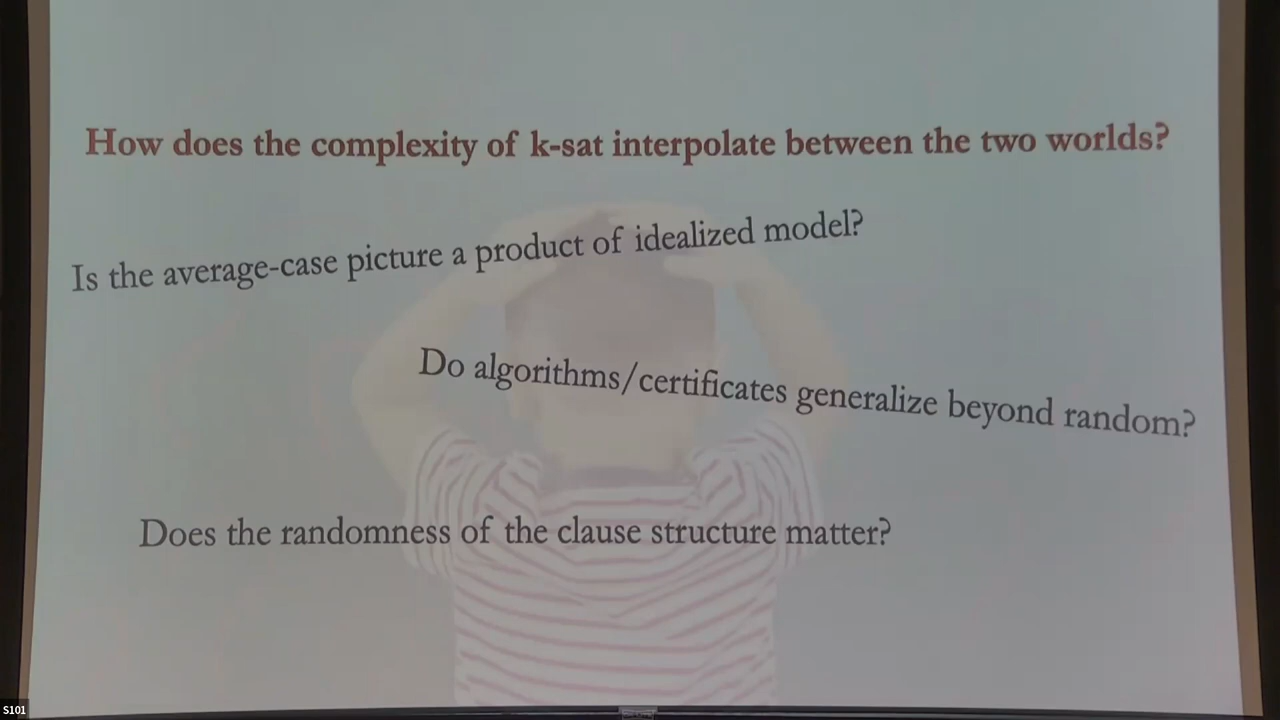 How does the complexity of k-sat interpolate between the two worlds?
Is the average-case picture a product of idealized model?
Do algorithms/certificates generalize beyond random?
Does the randomness of the clause structure matter?
S101